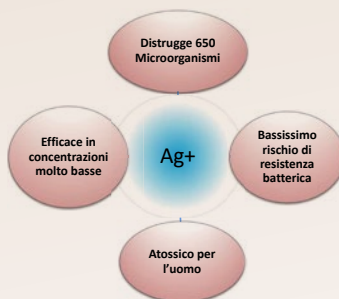 Distrugge 650
Microorganismi
Efficace in
concentrazioni
molto basse
Ag+
Bassissimo
rischio di
resistenza
batterica
Atossico per
l'uomo